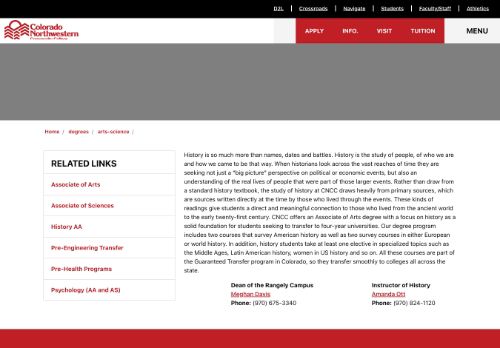 D2L | Crossroads | Navigate | Students | Faculty/Staff | Athletics
Colorado
Northwestern
Community College
APPLY INFO. VISIT TUITION MENU
Home / degrees / arts-science /
RELATED LINKS
Associate of Arts
Associate of Sciences
History AA
Pre-Engineering Transfer
Pre-Health Programs
Psychology (AA and AS)
History is so much more than names, dates and battles. History is the study of people, of who we are
and how we came to be that way. When historians look across the vast reaches of time they are
seeking not just a "big picture" perspective on political or economic events, but also an
understanding of the real lives of people that were part of those larger events. Rather than draw from
a standard history textbook, the study of history at CNCC draws heavily from primary sources, which
are sources written directly at the time by those who lived through the events. These kinds of
readings give students a direct and meaningful connection to those who lived from the ancient world
to the early twenty-first century. CNCC offers an Associate of Arts degree with a focus on history as a
solid foundation for students seeking to transfer to four-year universities. Our degree program
includes two courses that survey American history as well as two survey courses in either European
or world history. In addition, history students take at least one elective in specialized topics such as
the Middle Ages, Latin American history, women in US history and so on. All these courses are part of
the Guaranteed Transfer program in Colorado, so they transfer smoothly to colleges all across the
state.
Dean of the Rangely Campus
Meghan Davis
Phone: (970) 675-3340
Instructor of History
Amanda Ott
Phone: (970) 824-1120